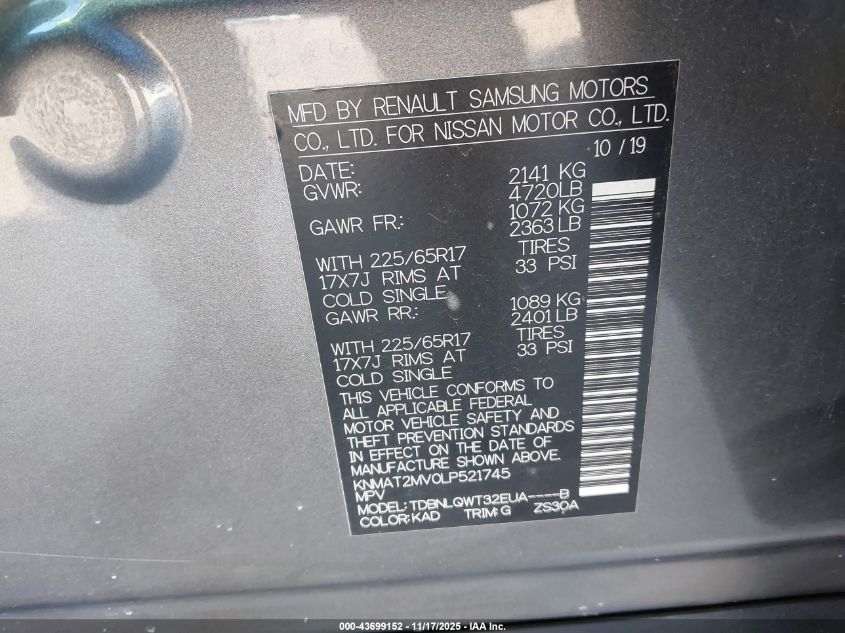 MFD BY RENAULT SAMSUNG MOTORS
CO., LTD. FOR NISSAN MOTOR CO., LTD.
DATE: 10 / 19
GVWR: 2141 KG
4720LB
GAWR FR.: 1072 KG
2363 LB
WITH 225/65R17 TIRES
17X7J RIMS AT 33 PSI
COLD SINGLE
GAWR RR.: 1089 KG
2401 LB
WITH 225/65R17 TIRES
17X7J RIMS AT 33 PSI
COLD SINGLE
THIS VEHICLE CONFORMS TO
ALL APPLICABLE FEDERAL
MOTOR VEHICLE SAFETY AND
THEFT PREVENTION STANDARDS
IN EFFECT ON THE DATE OF
MANUFACTURE SHOWN ABOVE.
KNMAT2MV0LP521745
MPV
MODEL: TDBNLQWT32EUA----B
COLOR: KAD TRIM: G ZS30A
000-43699152 - 11/17/2025 - IAA Inc.